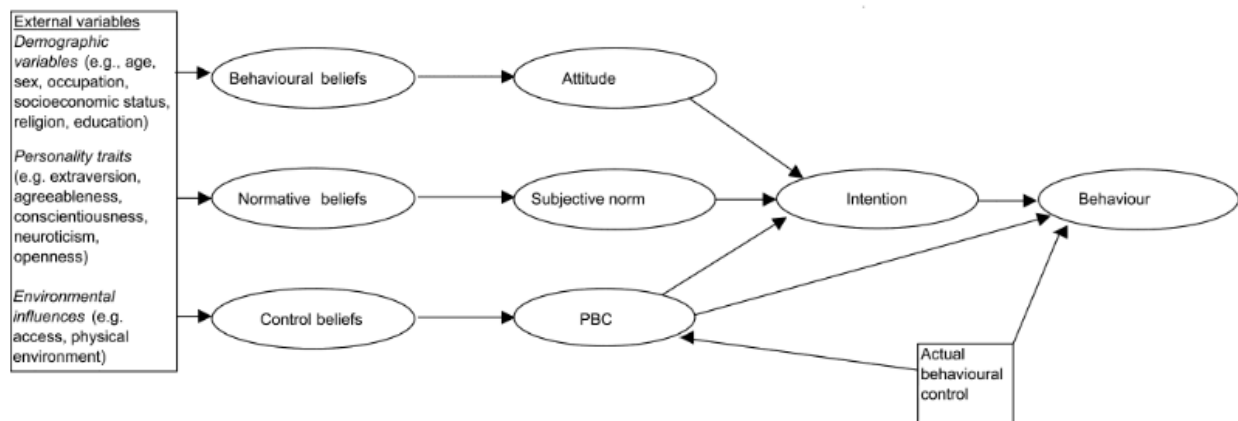 External variables
Demographic
variables (e.g., age,
sex, occupation,
socioeconomic status,
religion, education)
Personality traits
(e.g. extraversion,
agreeableness,
conscientiousness,
neuroticism,
openness)
Environmental
influences (e.g.
access, physical
environment)
Behavioural beliefs
Attitude
Normative beliefs
Subjective norm
Intention
Behaviour
Control beliefs
PBC
Actual
behavioural
control